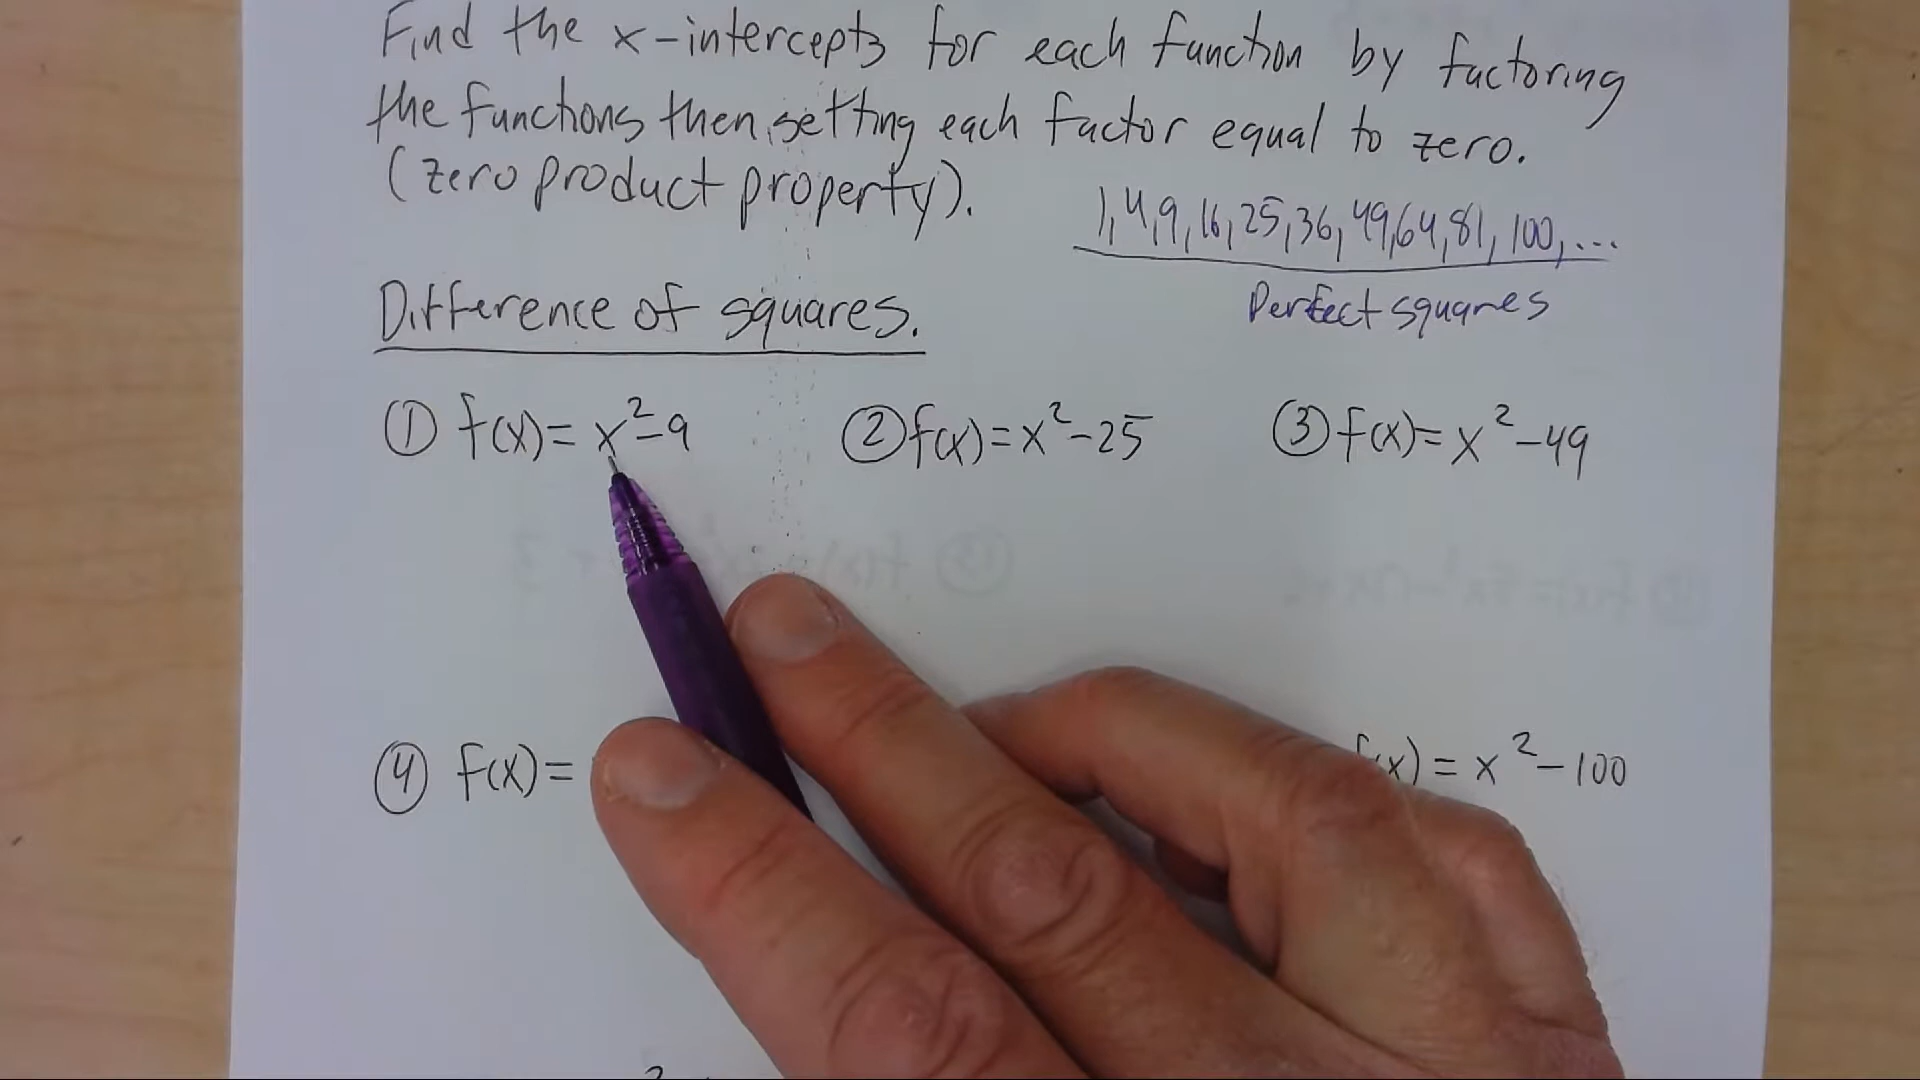 Find the x-intercepts for each function by factoring
the functions then setting each factor equal to zero.
(zero product property).
1,4,9,16,25,36,49,64,81,100,...
Perfect squares
Difference of squares.
① f(x)= x²-9
② f(x)=x²-25
③ f(x)= x²-49
④ f(x)=
f(x)= x²-100
2